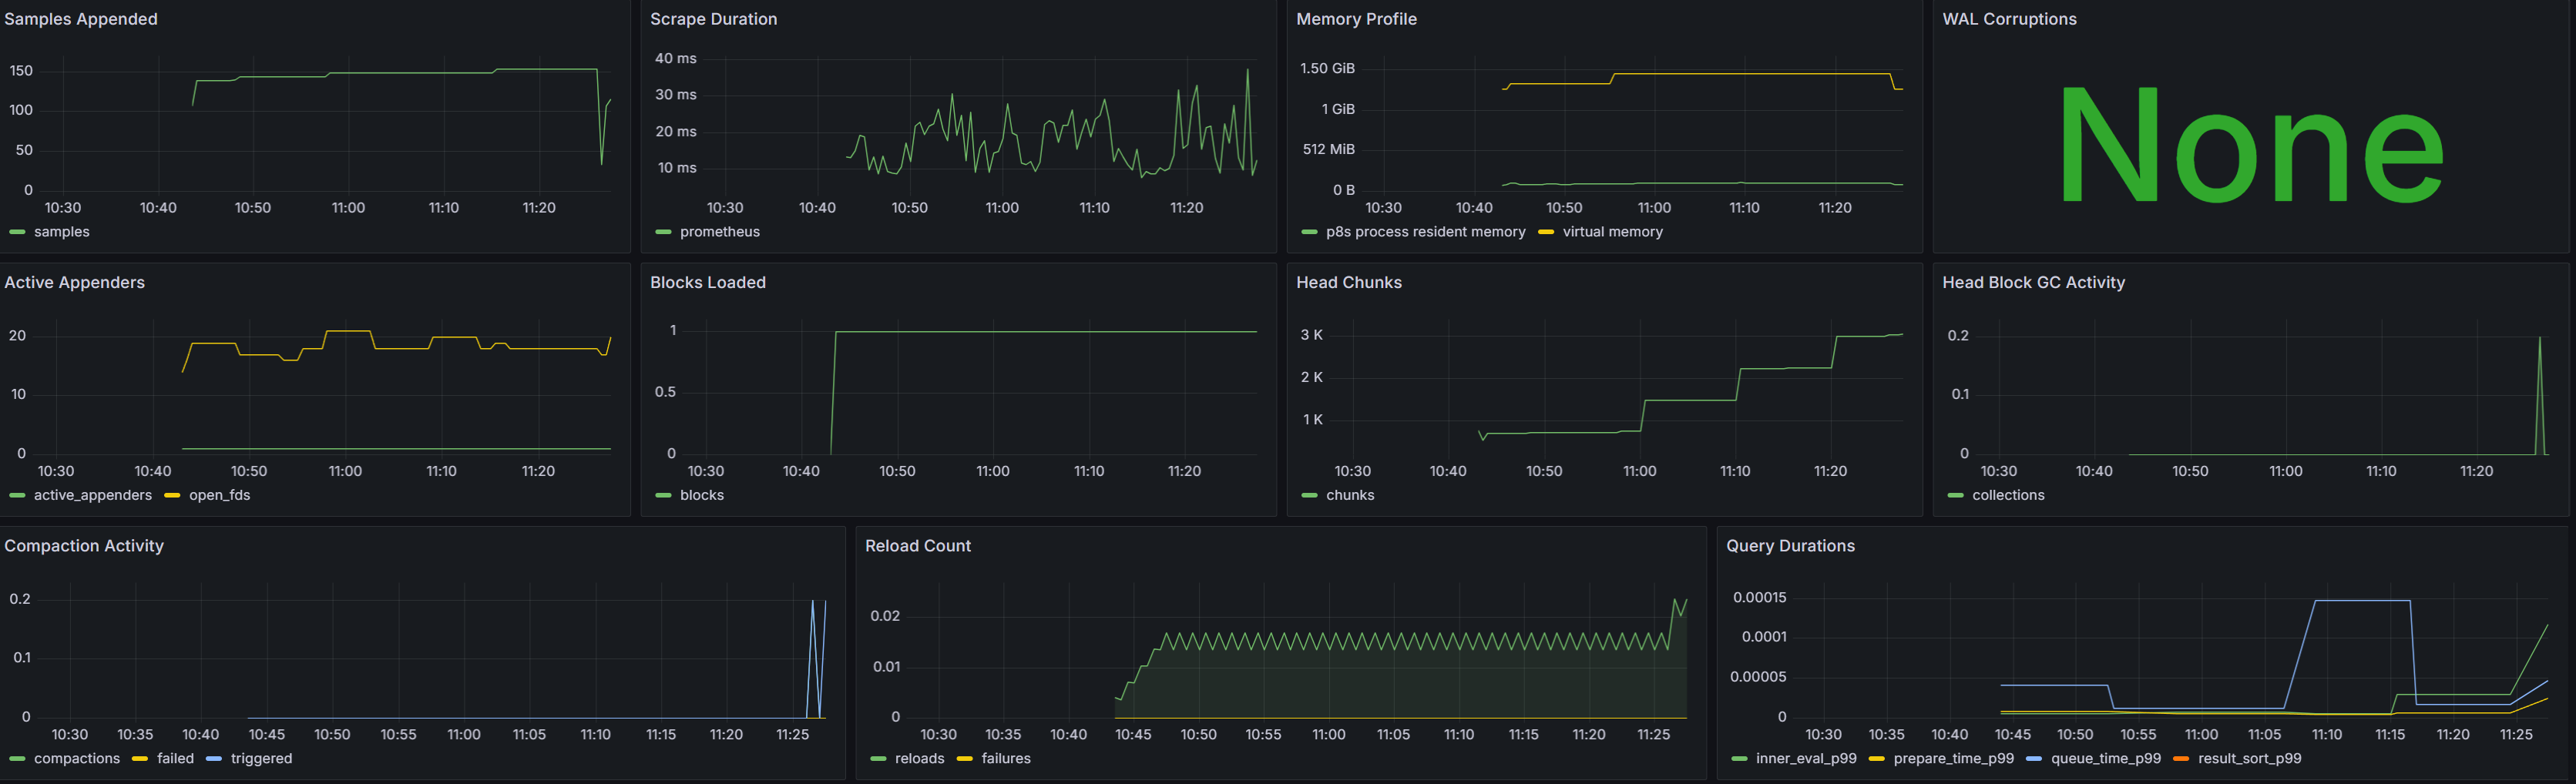 Samples Appended
150
100
50
0
10:30 10:40 10:50 11:00 11:10 11:20
samples
Scrape Duration
40 ms
30 ms
20 ms
10 ms
10:30 10:40 10:50 11:00 11:10 11:20
prometheus
Memory Profile
1.50 GiB
1 GiB
512 MiB
0 B
10:30 10:40 10:50 11:00 11:10 11:20
p8s process resident memory virtual memory
WAL Corruptions
None
Active Appenders
20
10
0
10:30 10:40 10:50 11:00 11:10 11:20
active_appenders open_fds
Blocks Loaded
1
0.5
0
10:30 10:40 10:50 11:00 11:10 11:20
blocks
Head Chunks
3 K
2 K
1 K
10:30 10:40 10:50 11:00 11:10 11:20
chunks
Head Block GC Activity
0.2
0.1
0
10:30 10:40 10:50 11:00 11:10 11:20
collections
Compaction Activity
0.2
0.1
0
10:30 10:35 10:40 10:45 10:50 10:55 11:00 11:05 11:10 11:15 11:20 11:25
compactions failed triggered
Reload Count
0.02
0.01
0
10:30 10:35 10:40 10:45 10:50 10:55 11:00 11:05 11:10 11:15 11:20 11:25
reloads failures
Query Durations
0.00015
0.0001
0.00005
0
10:30 10:35 10:40 10:45 10:50 10:55 11:00 11:05 11:10 11:15 11:20 11:25
inner_eval_p99 prepare_time_p99 queue_time_p99 result_sort_p99